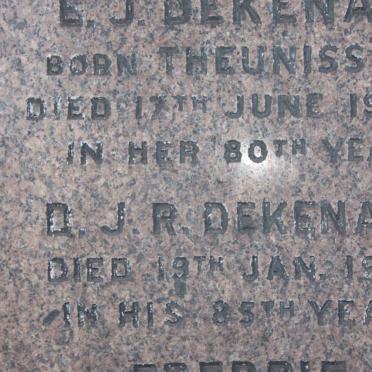 E. J. DEKENA
BORN THEUNISS
DIED 17TH JUNE 19
IN HER 80TH YEA
D. J. R. DEKENA
DIED 19TH JAN. 19
IN HIS 85TH YEA
FREDDIE